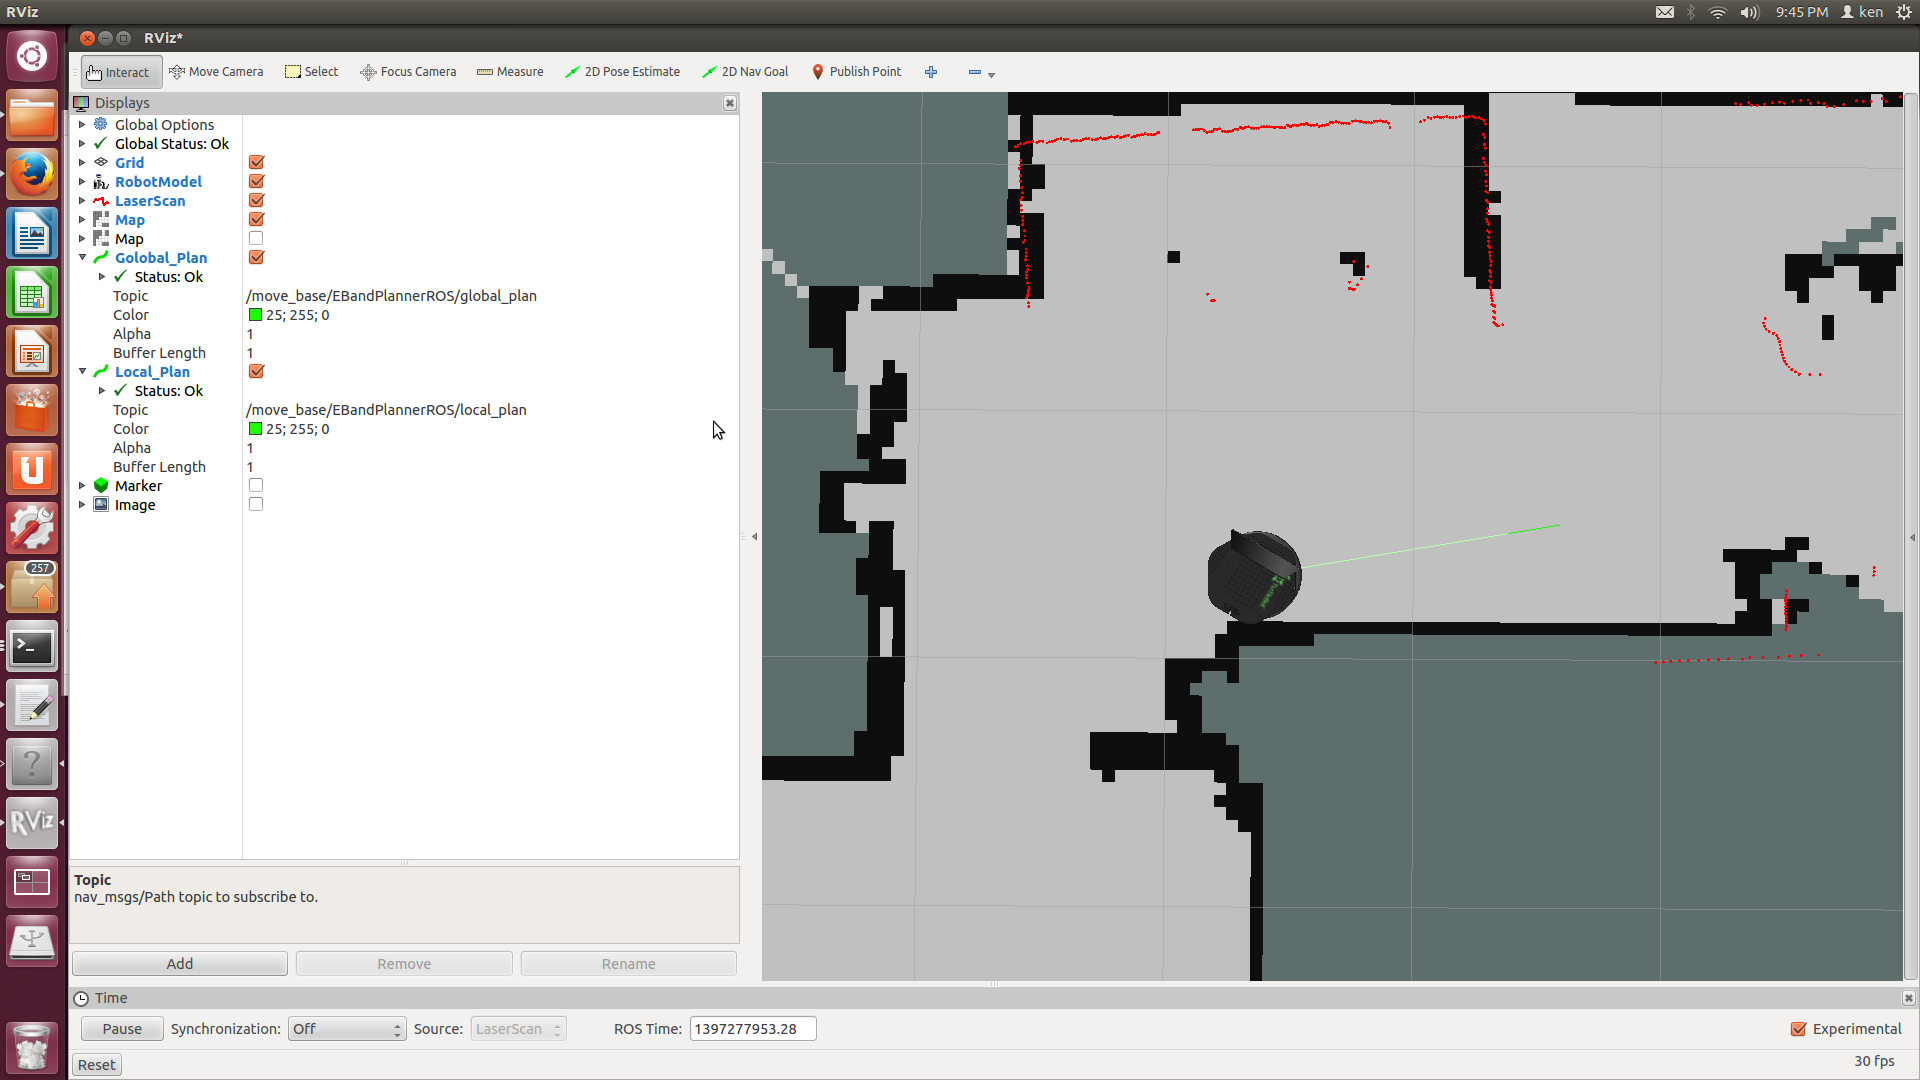 RViz
9:45 PM
ken
RViz*
Interact
Move Camera
Select
Focus Camera
Measure
2D Pose Estimate
2D Nav Goal
Publish Point
Displays
Global Options
Global Status: Ok
Grid
RobotModel
LaserScan
Map
Map
Golobal_Plan
Status: Ok
Topic /move_base/EBandPlannerROS/global_plan
Color 25; 255; 0
Alpha 1
Buffer Length 1
Local_Plan
Status: Ok
Topic /move_base/EBandPlannerROS/local_plan
Color 25; 255; 0
Alpha 1
Buffer Length 1
Marker
Image
257
RViz
Topic
nav_msgs/Path topic to subscribe to.
Add Remove Rename
Time
Pause Synchronization: Off Source: LaserScan ROS Time: 1397277953.28 Experimental
Reset 30 fps